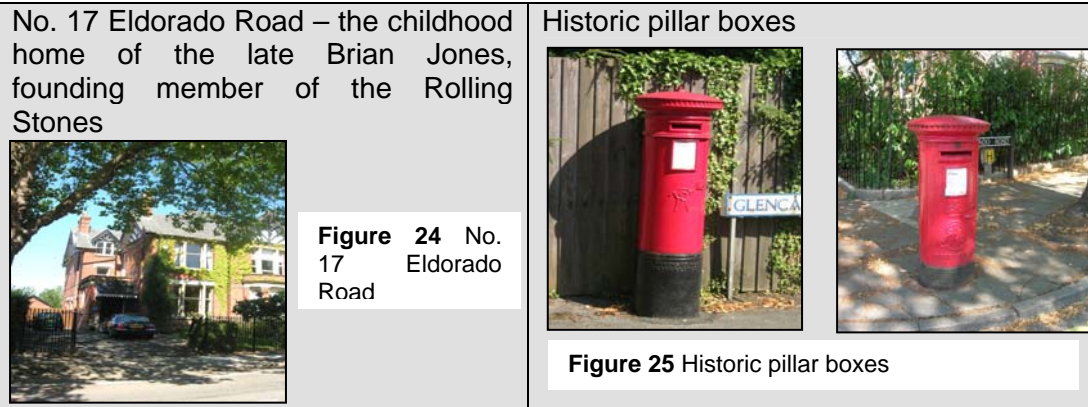 No. 17 Eldorado Road – the childhood
home of the late Brian Jones,
founding member of the Rolling
Stones
Figure 24 No.
17 Eldorado
Road
Historic pillar boxes
GLENCA
Figure 25 Historic pillar boxes